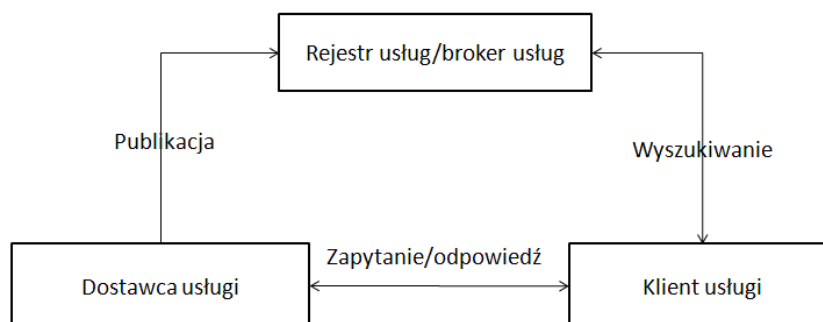 Rejestr usług/broker usług
Publikacja
Wyszukiwanie
Zapytanie/odpowiedź
Dostawca usługi
Klient usługi